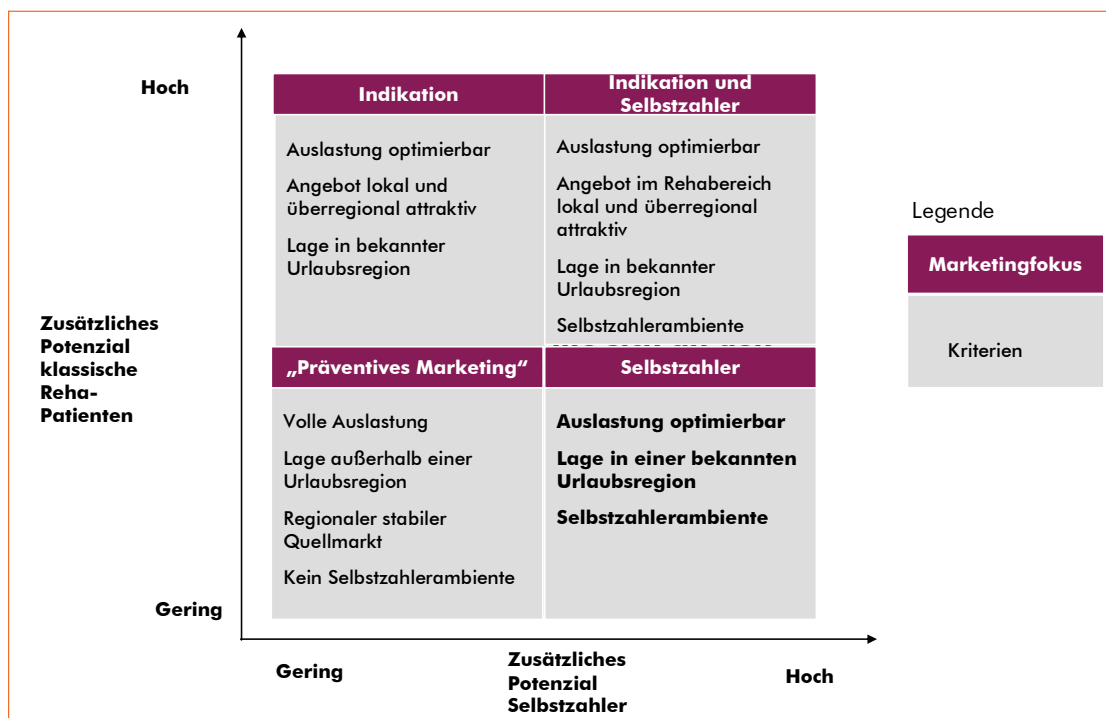 Hoch
Indikation
Auslastung optimierbar
Angebot lokal und
überregional attraktiv
Lage in bekannter
Urlaubsregion
Indikation und
Selbstzahler
Auslastung optimierbar
Angebot im Rehabereich
lokal und überregional
attraktiv
Lage in bekannter
Urlaubsregion
Selbstzahlerambiente
Legende
Marketingfokus
Kriterien
Zusätzliches
Potenzial
klassische
Reha-
Patienten
„Präventives Marketing“
Volle Auslastung
Lage außerhalb einer
Urlaubsregion
Regionaler stabiler
Quellmarkt
Kein Selbstzahlerambiente
Selbstzahler
Auslastung optimierbar
Lage in einer bekannten
Urlaubsregion
Selbstzahlerambiente
Gering
Gering
Zusätzliches
Potenzial
Selbstzahler
Hoch